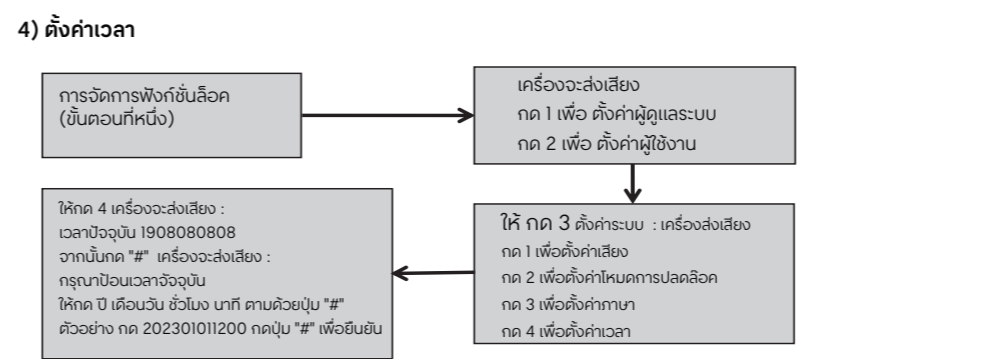 4) ตั้งค่าเวลา
การจัดการฟังก์ชั่นล็อค
(ขั้นตอนที่หนึ่ง)
เครื่องจะส่งเสียง
กด 1 เพื่อ ตั้งค่าผู้ดูแลระบบ
กด 2 เพื่อ ตั้งค่าผู้ใช้งาน
ให้ กด 3 ตั้งค่าระบบ : เครื่องส่งเสียง
กด 1 เพื่อตั้งค่าเสียง
กด 2 เพื่อตั้งค่าโหมดการปลดล๊อค
กด 3 เพื่อตั้งค่าภาษา
กด 4 เพื่อตั้งค่าเวลา
ให้กด 4 เครื่องจะส่งเสียง :
เวลาปัจจุบัน 1908080808
จากนั้นกด "#" เครื่องจะส่งเสียง :
กรุณาป้อนเวลาจัจจุบัน
ให้กด ปี เดือนวัน ชั่วโมง นาที ตามด้วยปุ่ม "#"
ตัวอย่าง กด 202301011200 กดปุ่ม "#" เพื่อยืนยัน